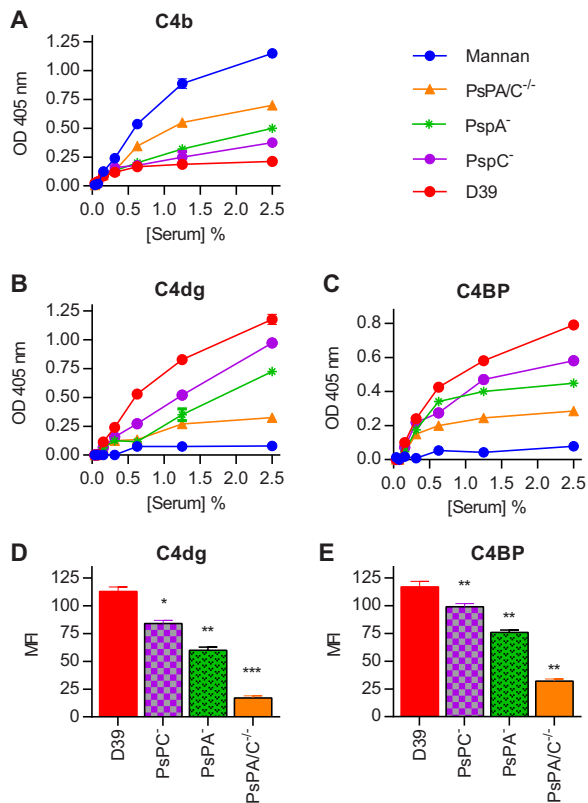 A
C4b
OD 405 nm
1.25
1.00
0.75
0.50
0.25
0.00
0.0 0.5 1.0 1.5 2.0 2.5
[Serum] %
Mannan
PsPA/C-/-
PspA-
PspC-
D39
B
C4dg
OD 405 nm
1.25
1.00
0.75
0.50
0.25
0.00
0.0 0.5 1.0 1.5 2.0 2.5
[Serum] %
C
C4BP
OD 405 nm
0.8
0.6
0.4
0.2
0.0
0.0 0.5 1.0 1.5 2.0 2.5
[Serum] %
D
C4dg
MFI
125
100
75
50
25
0
* ** ***
D39 PsPC- PsPA- PsPA/C-/-
E
C4BP
MFI
125
100
75
50
25
0
** ** **
D39 PsPC- PsPA- PsPA/C-/-